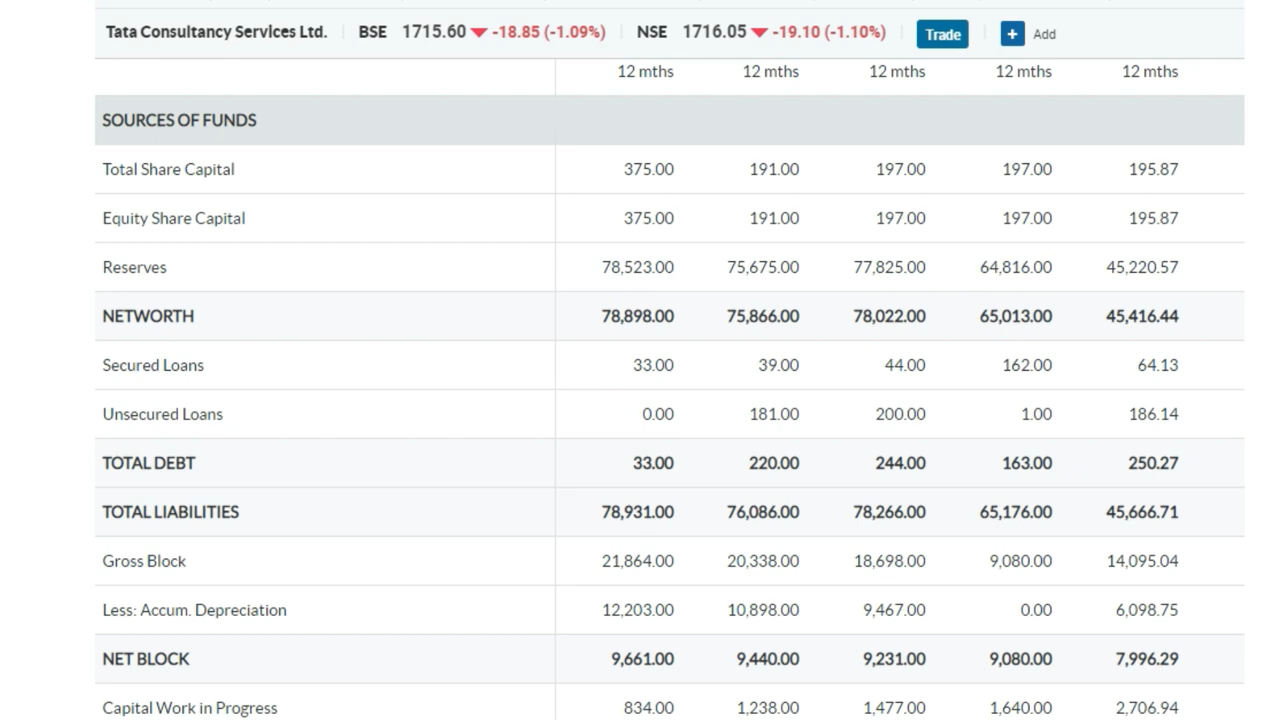 Tata Consultancy Services Ltd. BSE 1715.60 -18.85 (-1.09%) NSE 1716.05 -19.10 (-1.10%) Trade + Add
12 mths 12 mths 12 mths 12 mths 12 mths
SOURCES OF FUNDS
Total Share Capital 375.00 191.00 197.00 197.00 195.87
Equity Share Capital 375.00 191.00 197.00 197.00 195.87
Reserves 78,523.00 75,675.00 77,825.00 64,816.00 45,220.57
NETWORTH 78,898.00 75,866.00 78,022.00 65,013.00 45,416.44
Secured Loans 33.00 39.00 44.00 162.00 64.13
Unsecured Loans 0.00 181.00 200.00 1.00 186.14
TOTAL DEBT 33.00 220.00 244.00 163.00 250.27
TOTAL LIABILITIES 78,931.00 76,086.00 78,266.00 65,176.00 45,666.71
Gross Block 21,864.00 20,338.00 18,698.00 9,080.00 14,095.04
Less: Accum. Depreciation 12,203.00 10,898.00 9,467.00 0.00 6,098.75
NET BLOCK 9,661.00 9,440.00 9,231.00 9,080.00 7,996.29
Capital Work in Progress 834.00 1,238.00 1,477.00 1,640.00 2,706.94